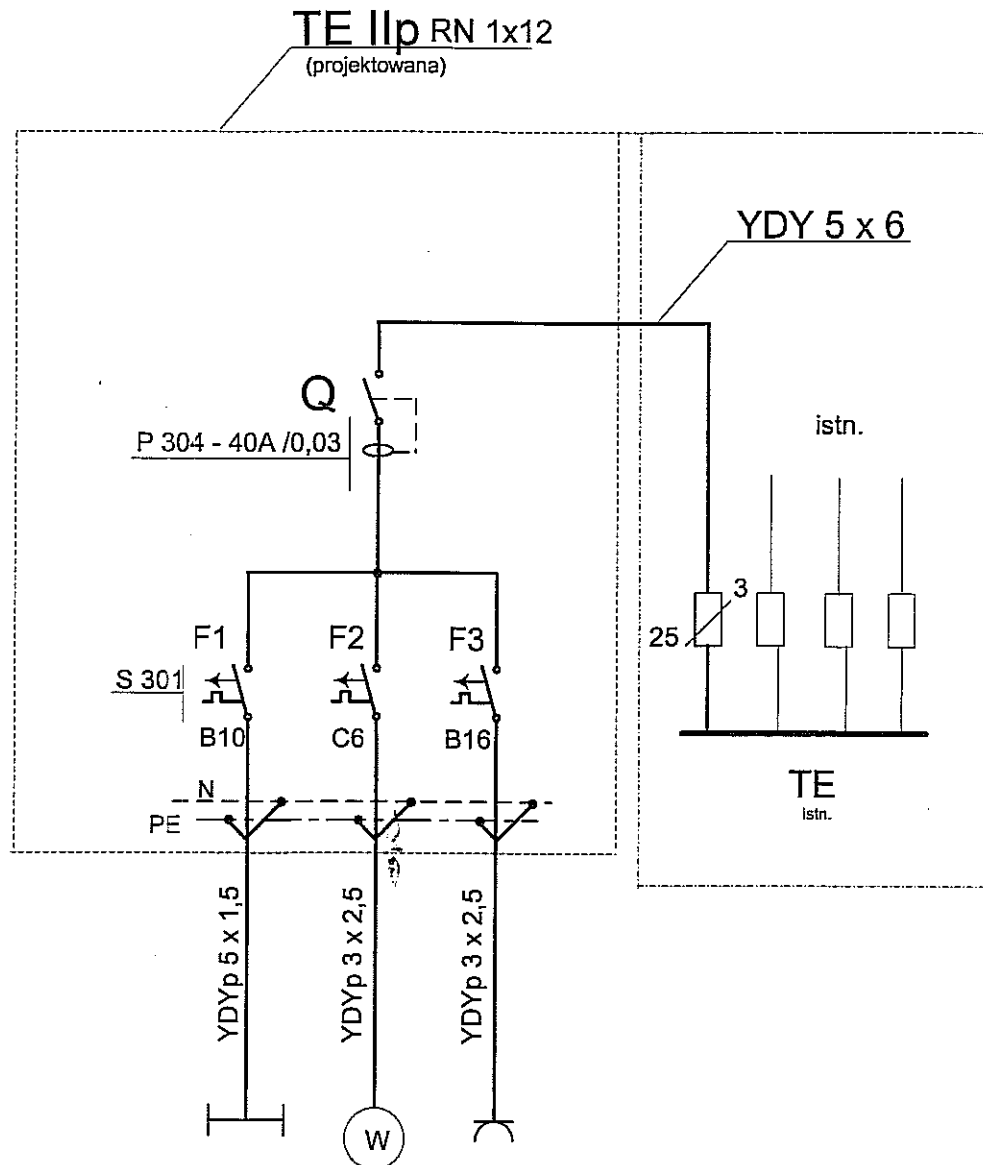 TE IIp RN 1x12
(projektowana)
YDY 5 x 6
Q
P 304 - 40A /0,03
istn.
3
25
F1
F2
F3
S 301
B10
C6
B16
N
PE
TE
istn.
YDYp 5 x 1,5
YDYp 3 x 2,5
YDYp 3 x 2,5
W